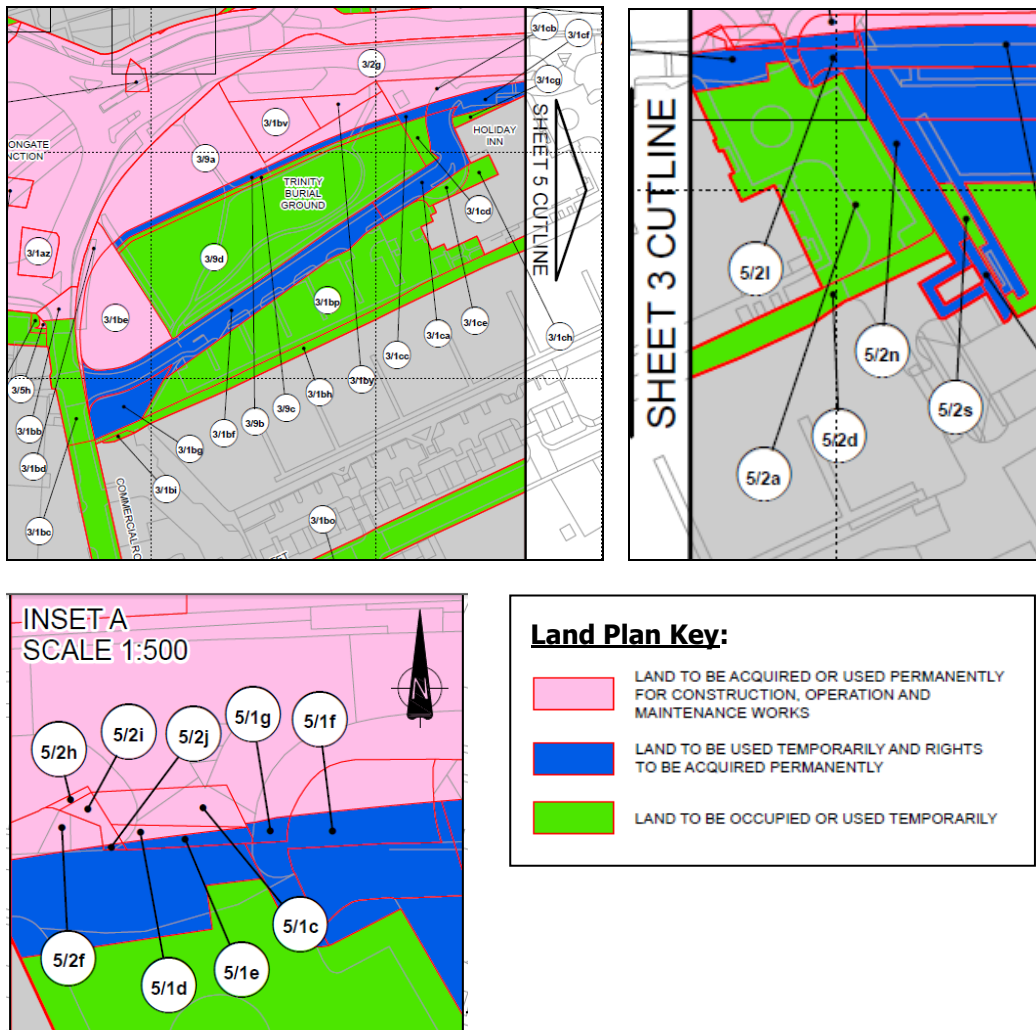 3/1cb
3/1cf
3/2g
3/1cg
3/1bv
HOLIDAY
INN
SHEET 5 CUTLINE
ONGATE
NCTION
3/9a
TRINITY
BURIAL
GROUND
3/1cd
3/1az
3/9d
3/1be
3/1bp
3/1ce
3/1ca
3/1ch
3/1cc
3/5h
3/1by
3/1bh
3/9c
3/9b
3/1bf
3/1bb
3/1bg
3/1bd
3/1bi
3/1bo
3/1bc
COMMERCIAL RO
SHEET 3 CUTLINE
5/2l
5/2n
5/2s
5/2d
5/2a
INSET A
SCALE 1:500
N
5/2h
5/2i
5/2j
5/1g
5/1f
5/1c
5/2f
5/1e
5/1d
Land Plan Key:
LAND TO BE ACQUIRED OR USED PERMANENTLY
FOR CONSTRUCTION, OPERATION AND
MAINTENANCE WORKS
LAND TO BE USED TEMPORARILY AND RIGHTS
TO BE ACQUIRED PERMANENTLY
LAND TO BE OCCUPIED OR USED TEMPORARILY